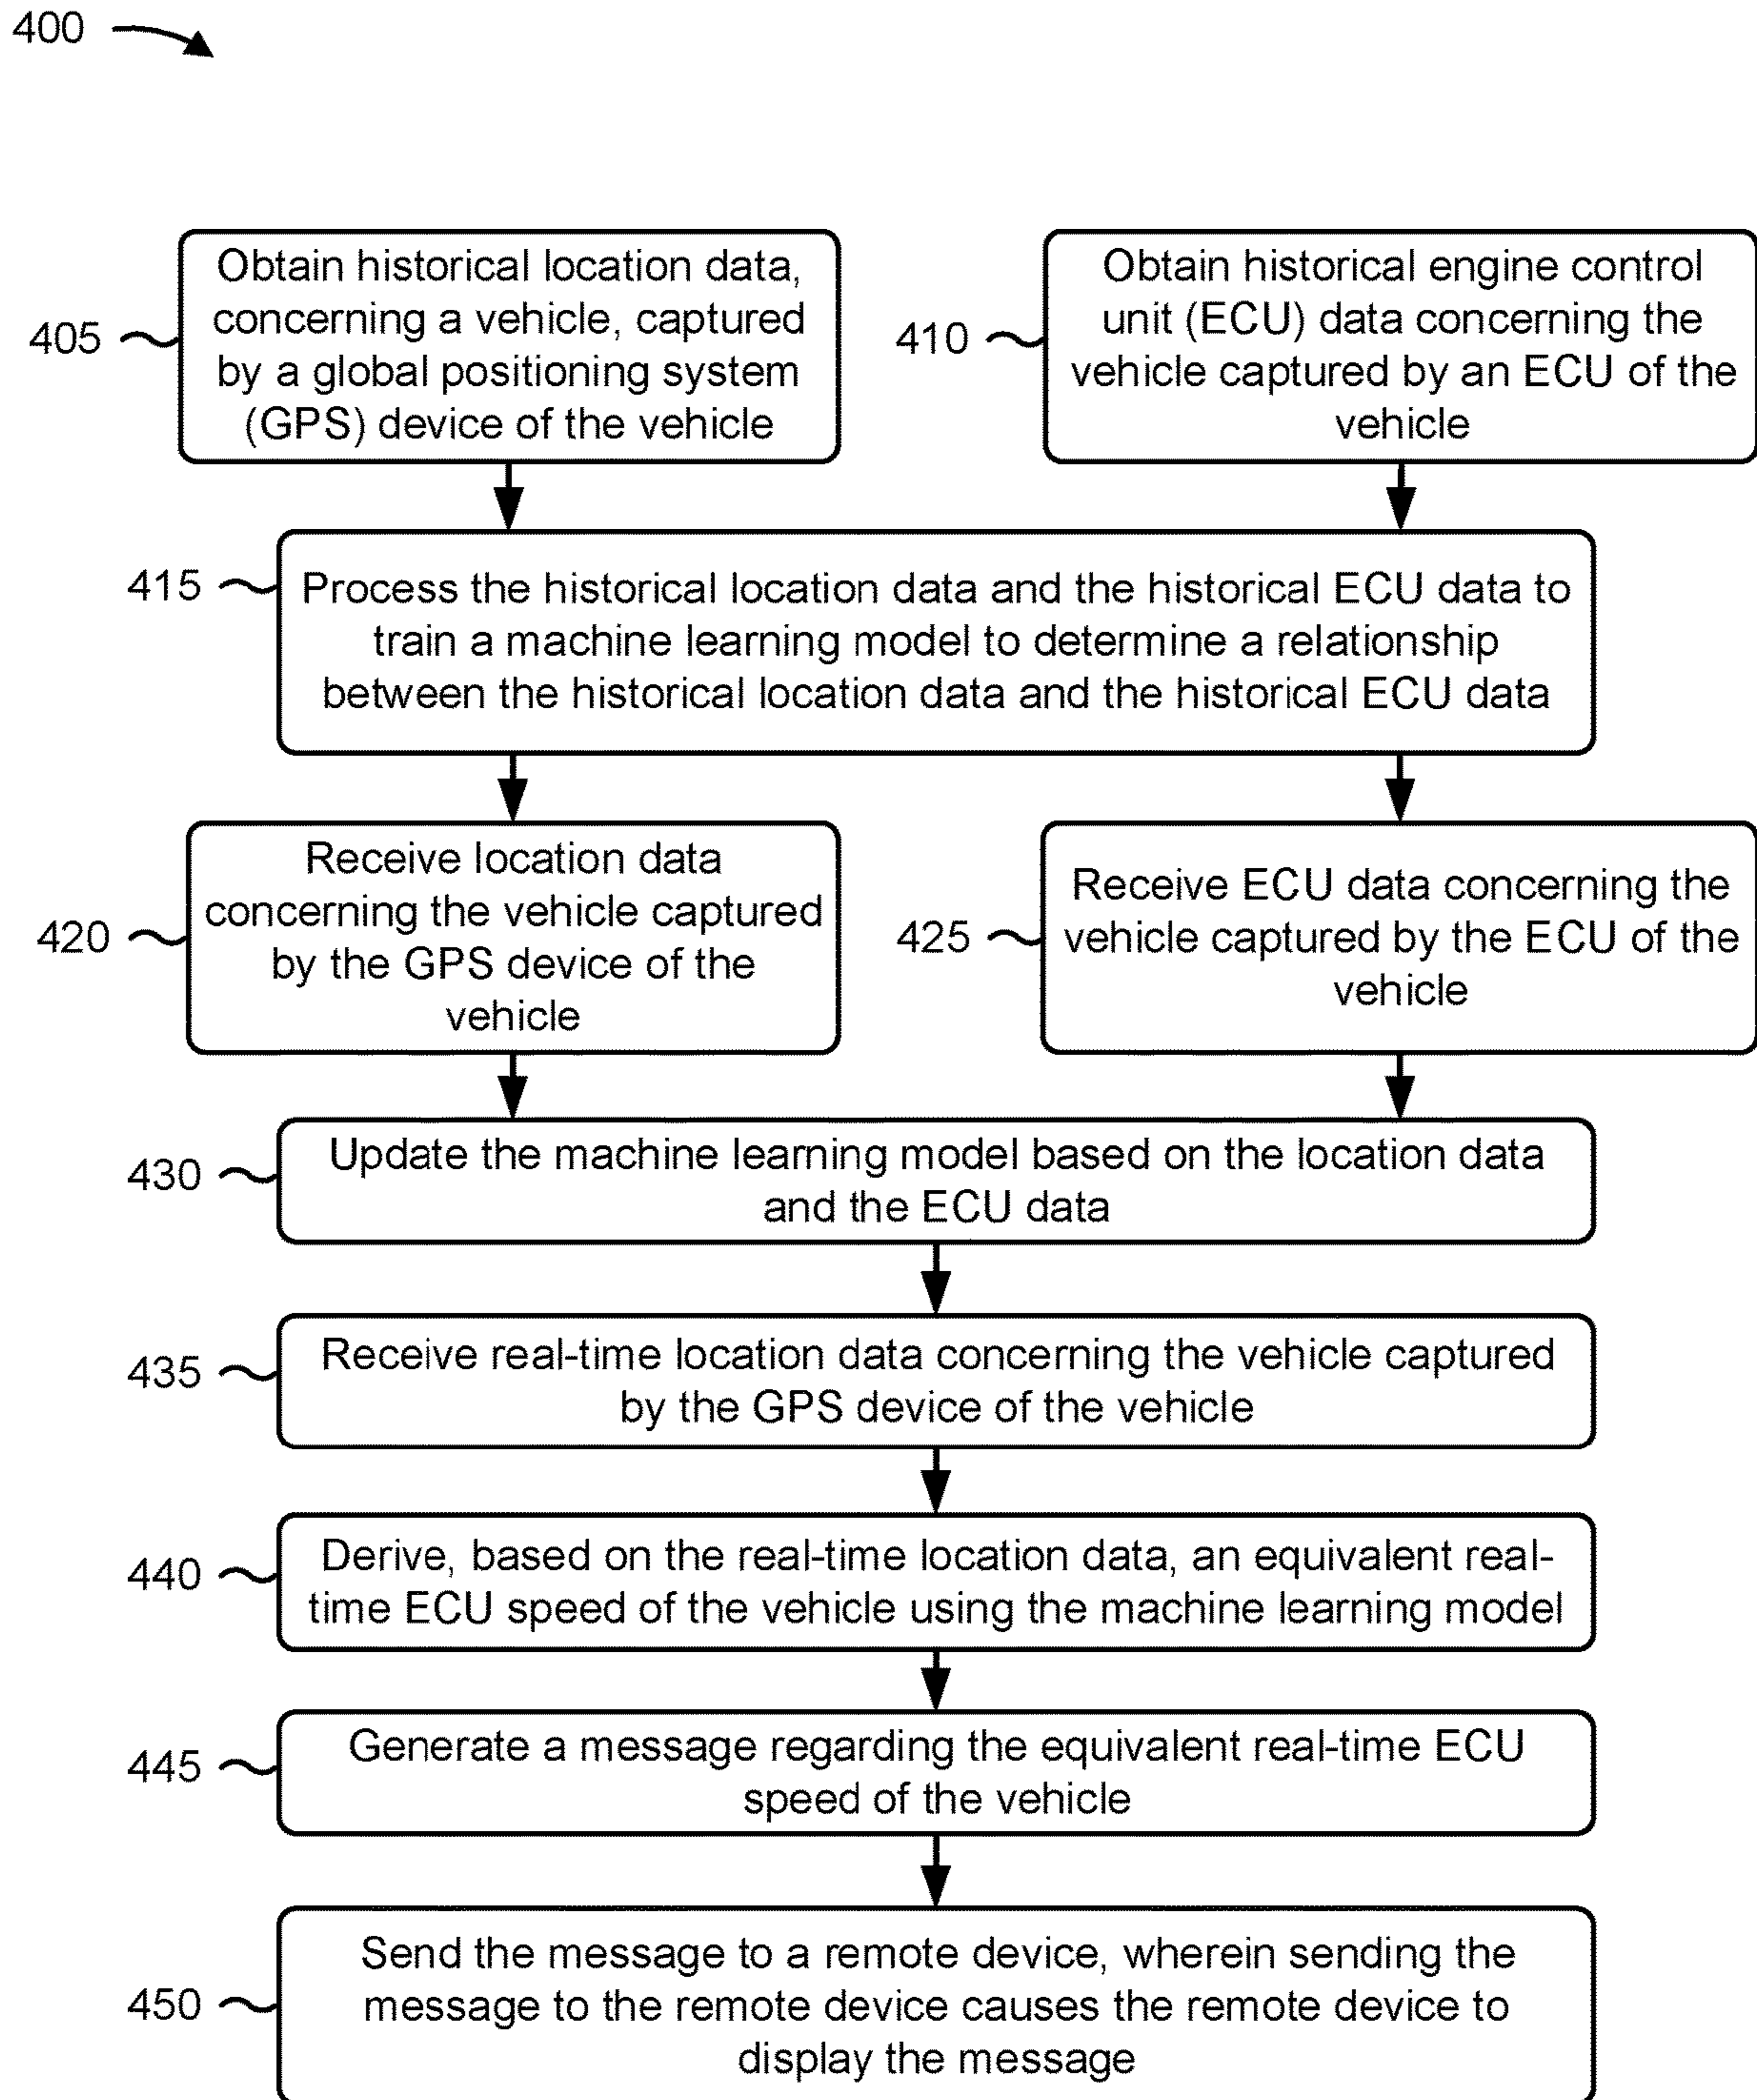 400
Obtain historical location data,
concerning a vehicle, captured
by a global positioning system
(GPS) device of the vehicle
405
Obtain historical engine control
unit (ECU) data concerning the
vehicle captured by an ECU of the
vehicle
410
415
Process the historical location data and the historical ECU data to
train a machine learning model to determine a relationship
between the historical location data and the historical ECU data
Receive location data
concerning the vehicle captured
by the GPS device of the
vehicle
420
Receive ECU data concerning the
vehicle captured by the ECU of the
vehicle
425
Update the machine learning model based on the location data
and the ECU data
430
Receive real-time location data concerning the vehicle captured
by the GPS device of the vehicle
435
Derive, based on the real-time location data, an equivalent real-
time ECU speed of the vehicle using the machine learning model
440
Generate a message regarding the equivalent real-time ECU
speed of the vehicle
445
Send the message to a remote device, wherein sending the
message to the remote device causes the remote device to
display the message
450